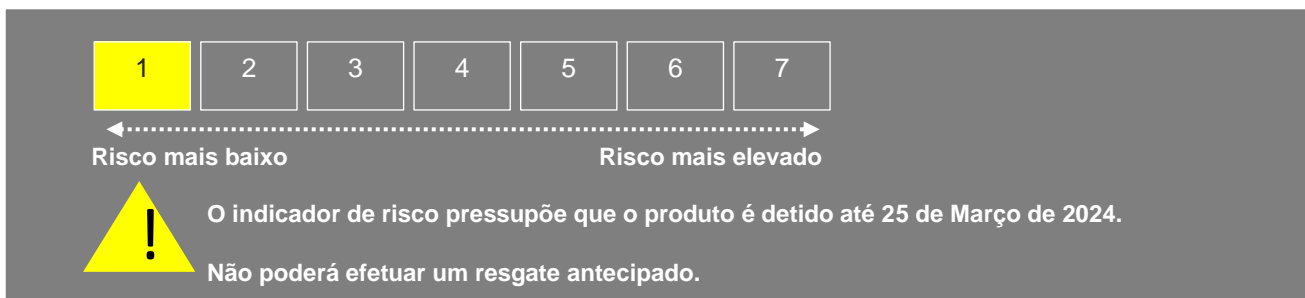 1 2 3 4 5 6 7
Risco mais baixo Risco mais elevado
! O indicador de risco pressupõe que o produto é detido até 25 de Março de 2024.
Não poderá efetuar um resgate antecipado.